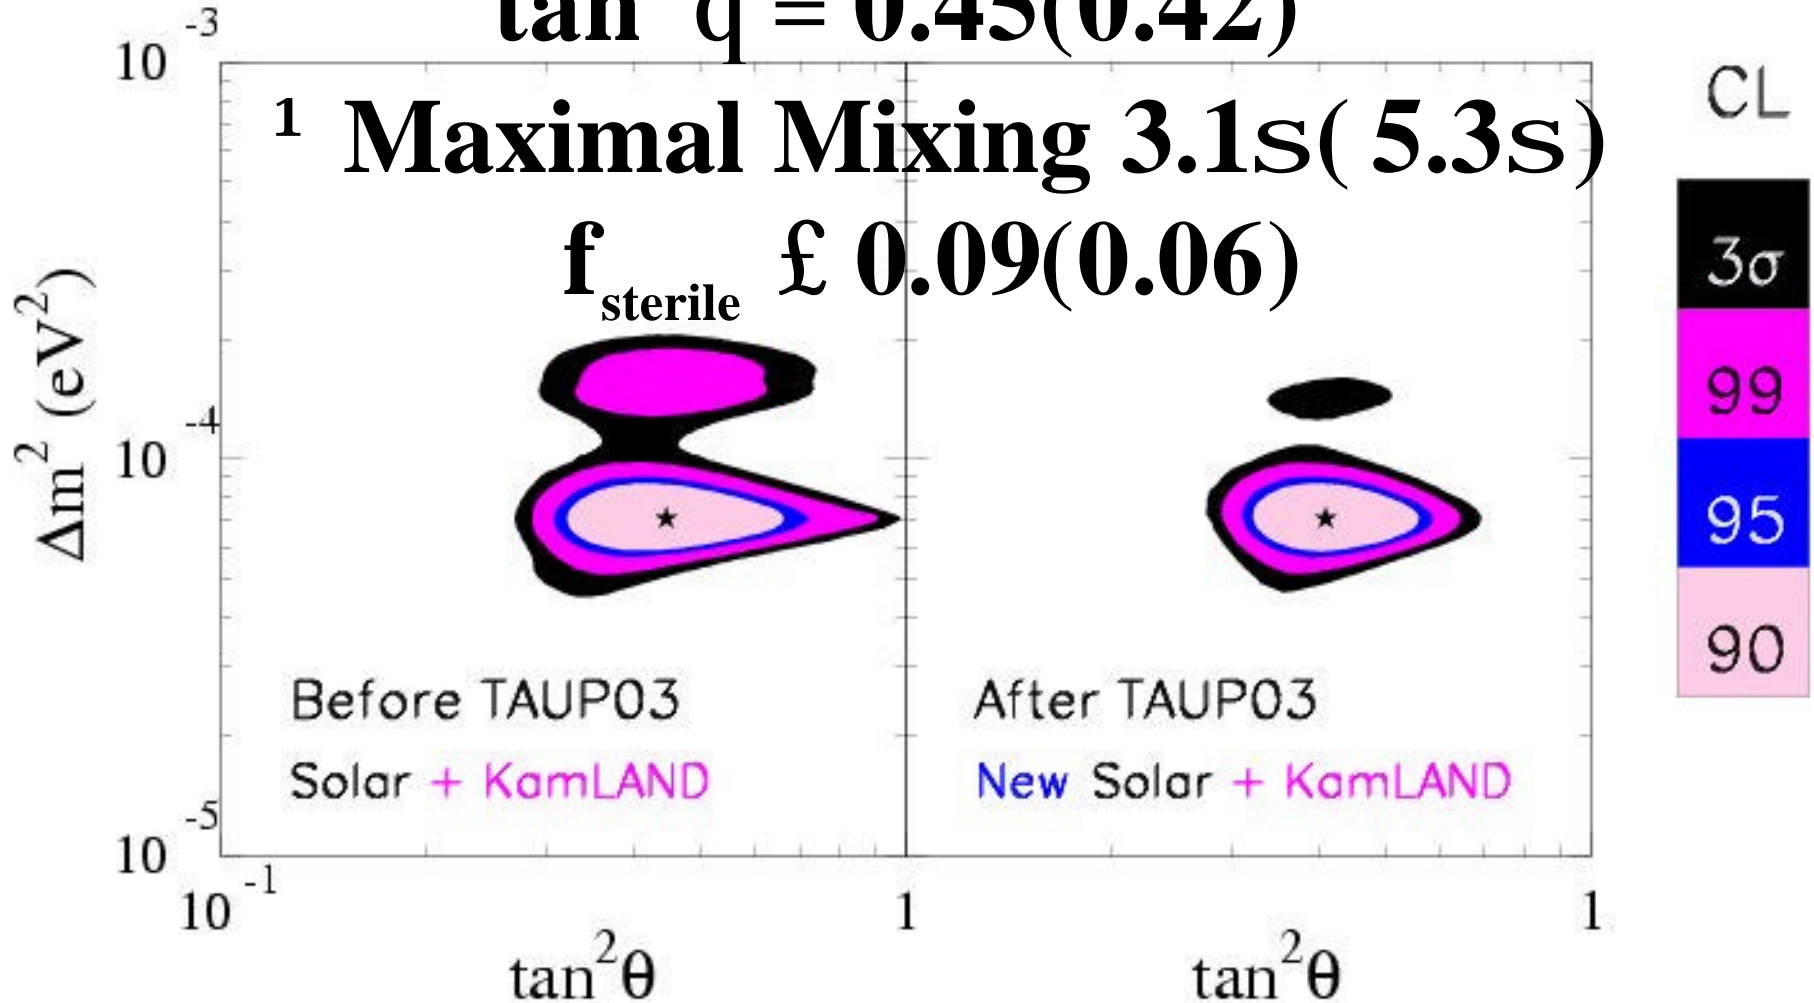 tan q = 0.45(0.42)
¹ Maximal Mixing 3.1s( 5.3s)
f_sterile £ 0.09(0.06)
CL
3σ
99
95
90
Δm² (eV²)
10⁻³
10⁻⁴
10⁻⁵
Before TAUP03
Solar + KamLAND
After TAUP03
New Solar + KamLAND
10⁻¹
1
1
tan²θ
tan²θ